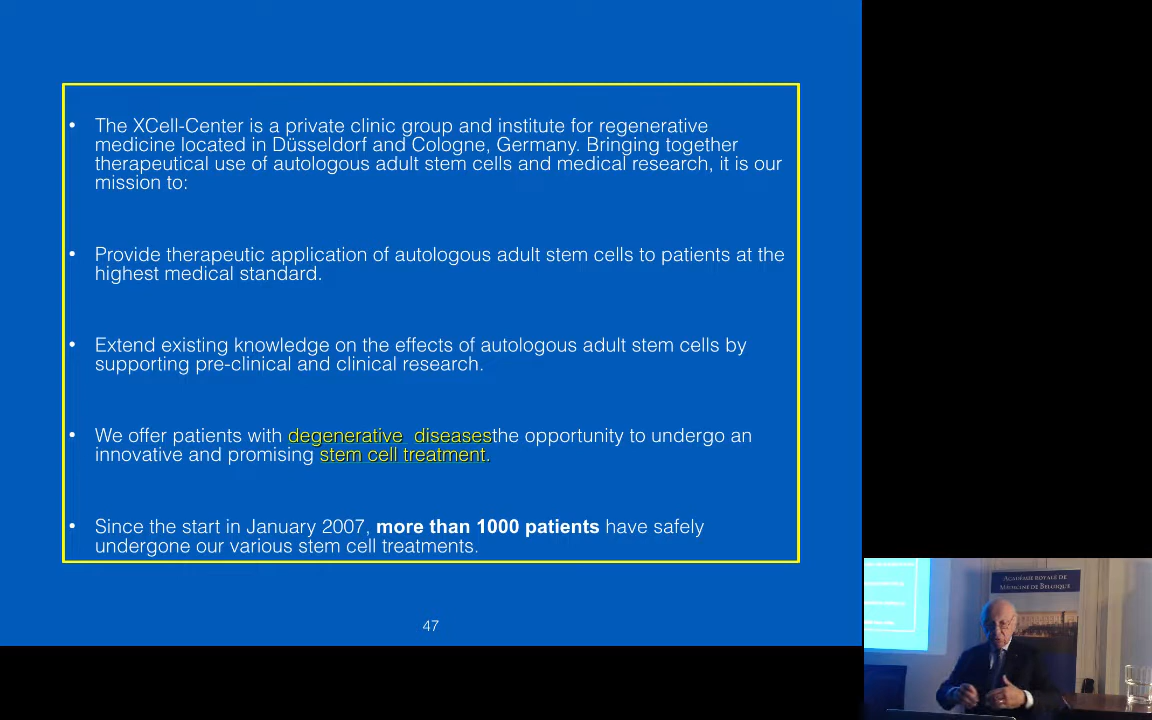 • The XCell-Center is a private clinic group and institute for regenerative
medicine located in Düsseldorf and Cologne, Germany. Bringing together
therapeutical use of autologous adult stem cells and medical research, it is our
mission to:
• Provide therapeutic application of autologous adult stem cells to patients at the
highest medical standard.
• Extend existing knowledge on the effects of autologous adult stem cells by
supporting pre-clinical and clinical research.
• We offer patients with degenerative  diseasesthe opportunity to undergo an
innovative and promising stem cell treatment.
• Since the start in January 2007, more than 1000 patients have safely
undergone our various stem cell treatments.
47
Académie royale de
Médecine de Belgique